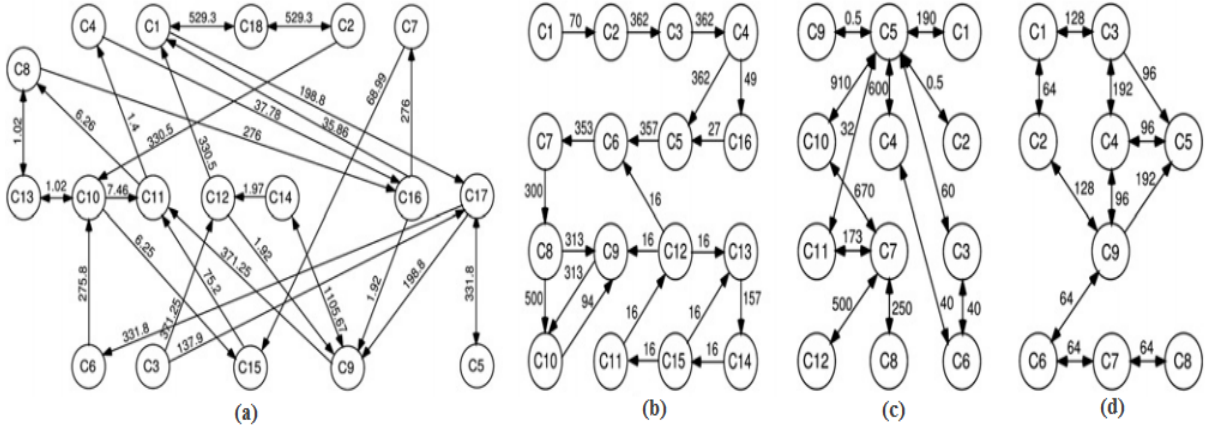 C4 C1 529.3 C18 529.3 C2 C7
C8
1.02 6.26 1.4 330.5 37.78 35.86 198.8 68.99 276
330.5 276
C13 1.02 C10 7.46 C11 C12 1.97 C14 C16 C17
6.25 75.2 1.92 371.25 1105.67 1.92 198.8 331.8
275.8 331.8 137.9 371.25
C6 C3 C15 C9 C5
(a)
C1 70 C2 362 C3 362 C4
362 49
C7 353 C6 357 C5 27 C16
300 16
C8 313 C9 16 C12 16 C13
500 313 94 16 16 157
C10 C11 16 C15 16 C14
(b)
C9 0.5 C5 190 C1
910 600 0.5
32
C10 C4 C2
670 60
C11 173 C7 C3
500 250 40 40
C12 C8 C6
(c)
C1 128 C3
64 192 96
C2 C4 96 C5
128 96 192
C9
64
C6 64 C7 64 C8
(d)